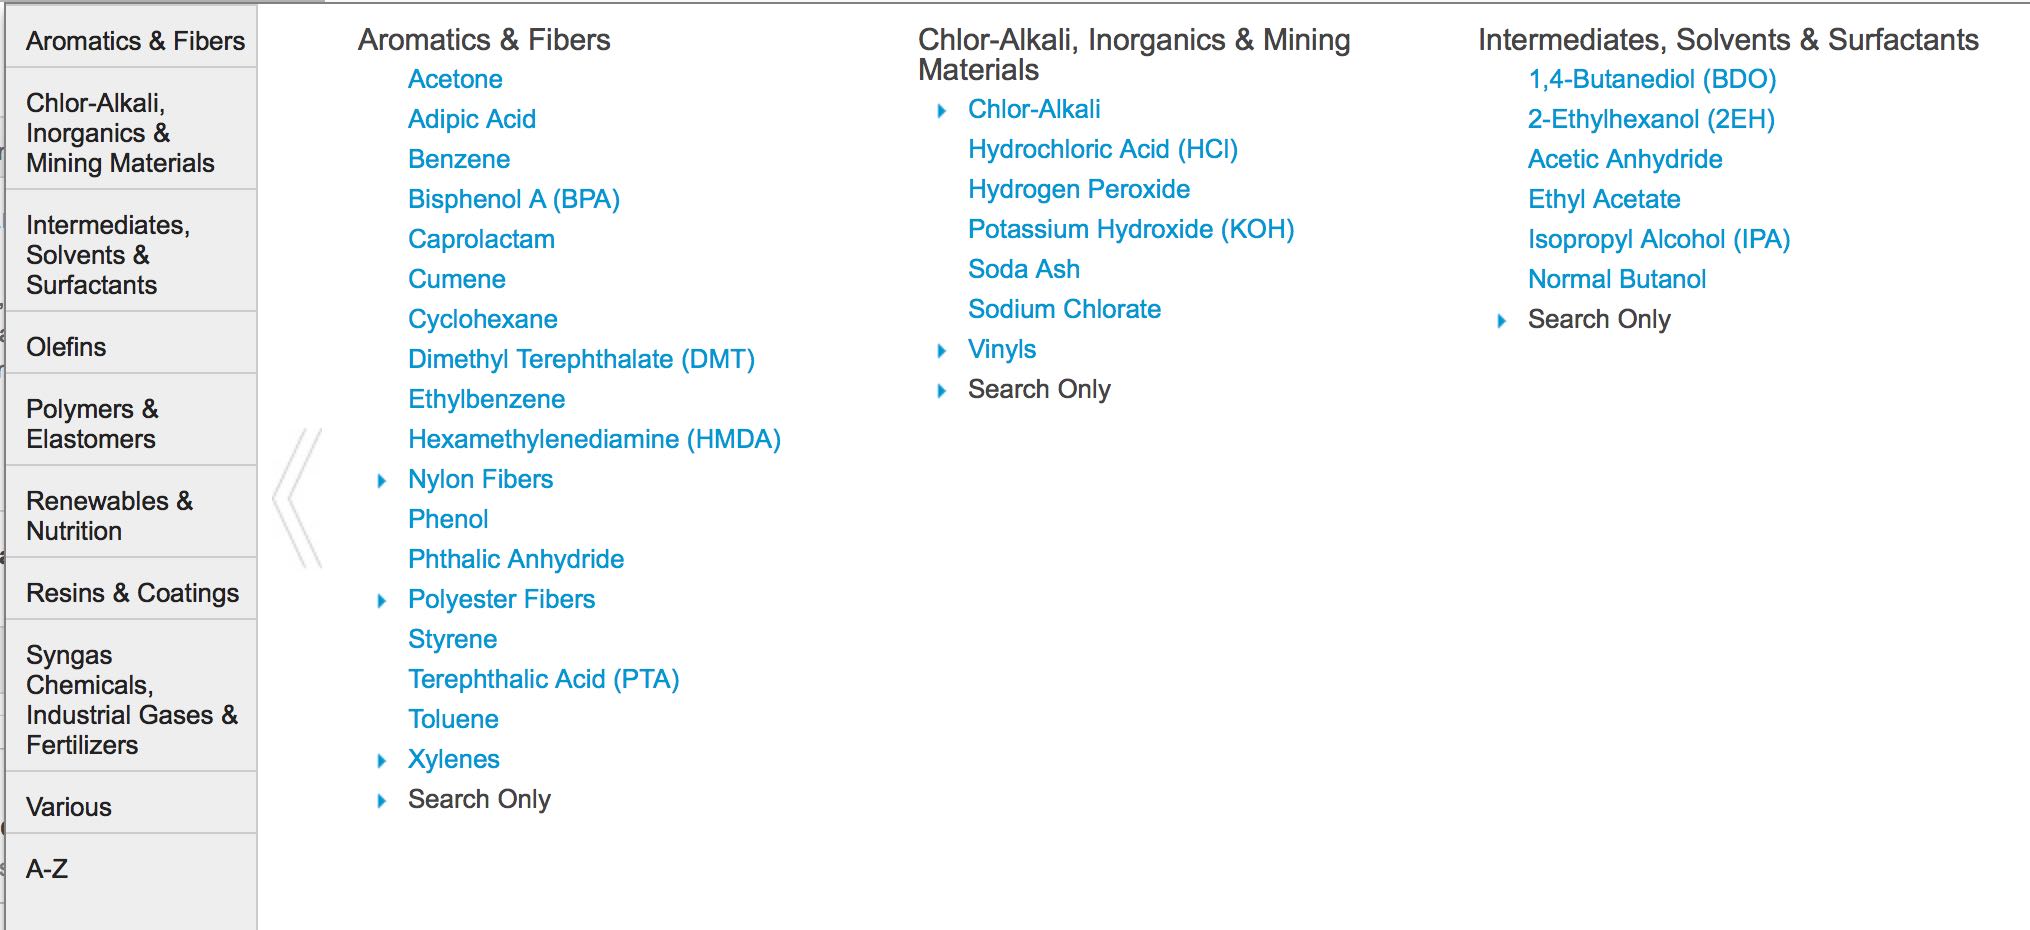 Aromatics & Fibers
Chlor-Alkali,
Inorganics &
Mining Materials
Intermediates,
Solvents &
Surfactants
Olefins
Polymers &
Elastomers
Renewables &
Nutrition
Resins & Coatings
Syngas
Chemicals,
Industrial Gases &
Fertilizers
Various
A-Z
Aromatics & Fibers
Acetone
Adipic Acid
Benzene
Bisphenol A (BPA)
Caprolactam
Cumene
Cyclohexane
Dimethyl Terephthalate (DMT)
Ethylbenzene
Hexamethylenediamine (HMDA)
Nylon Fibers
Phenol
Phthalic Anhydride
Polyester Fibers
Styrene
Terephthalic Acid (PTA)
Toluene
Xylenes
Search Only
Chlor-Alkali, Inorganics & Mining
Materials
Chlor-Alkali
Hydrochloric Acid (HCl)
Hydrogen Peroxide
Potassium Hydroxide (KOH)
Soda Ash
Sodium Chlorate
Vinyls
Search Only
Intermediates, Solvents & Surfactants
1,4-Butanediol (BDO)
2-Ethylhexanol (2EH)
Acetic Anhydride
Ethyl Acetate
Isopropyl Alcohol (IPA)
Normal Butanol
Search Only